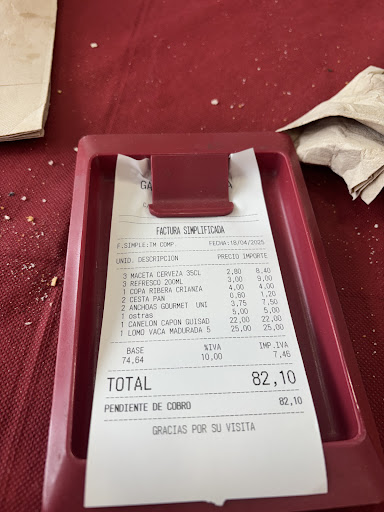 FACTURA SIMPLIFICADA
F.SIMPLE:TM COMP FECHA:18/04/2025
UNID. DESCRIPCION PRECIO IMPORTE
3 MACETA CERVEZA 35CL 2,80 8,40
3 REFRESCO 200ML 3,00 9,00
1 COPA RIBERA CRIANZA 4,00 4,00
2 CESTA PAN 0,60 1,20
2 ANCHOAS GOURMET UNI 3,75 7,50
1 ostras 5,00 5,00
1 CANELÓN CAPON GUISAD 22,00 22,00
1 LOMO VACA MADURADA 5 25,00 25,00
BASE %IVA IMP.IVA
74,64 10,00 7,46
TOTAL 82,10
PENDIENTE DE COBRO 82,10
GRACIAS POR SU VISITA